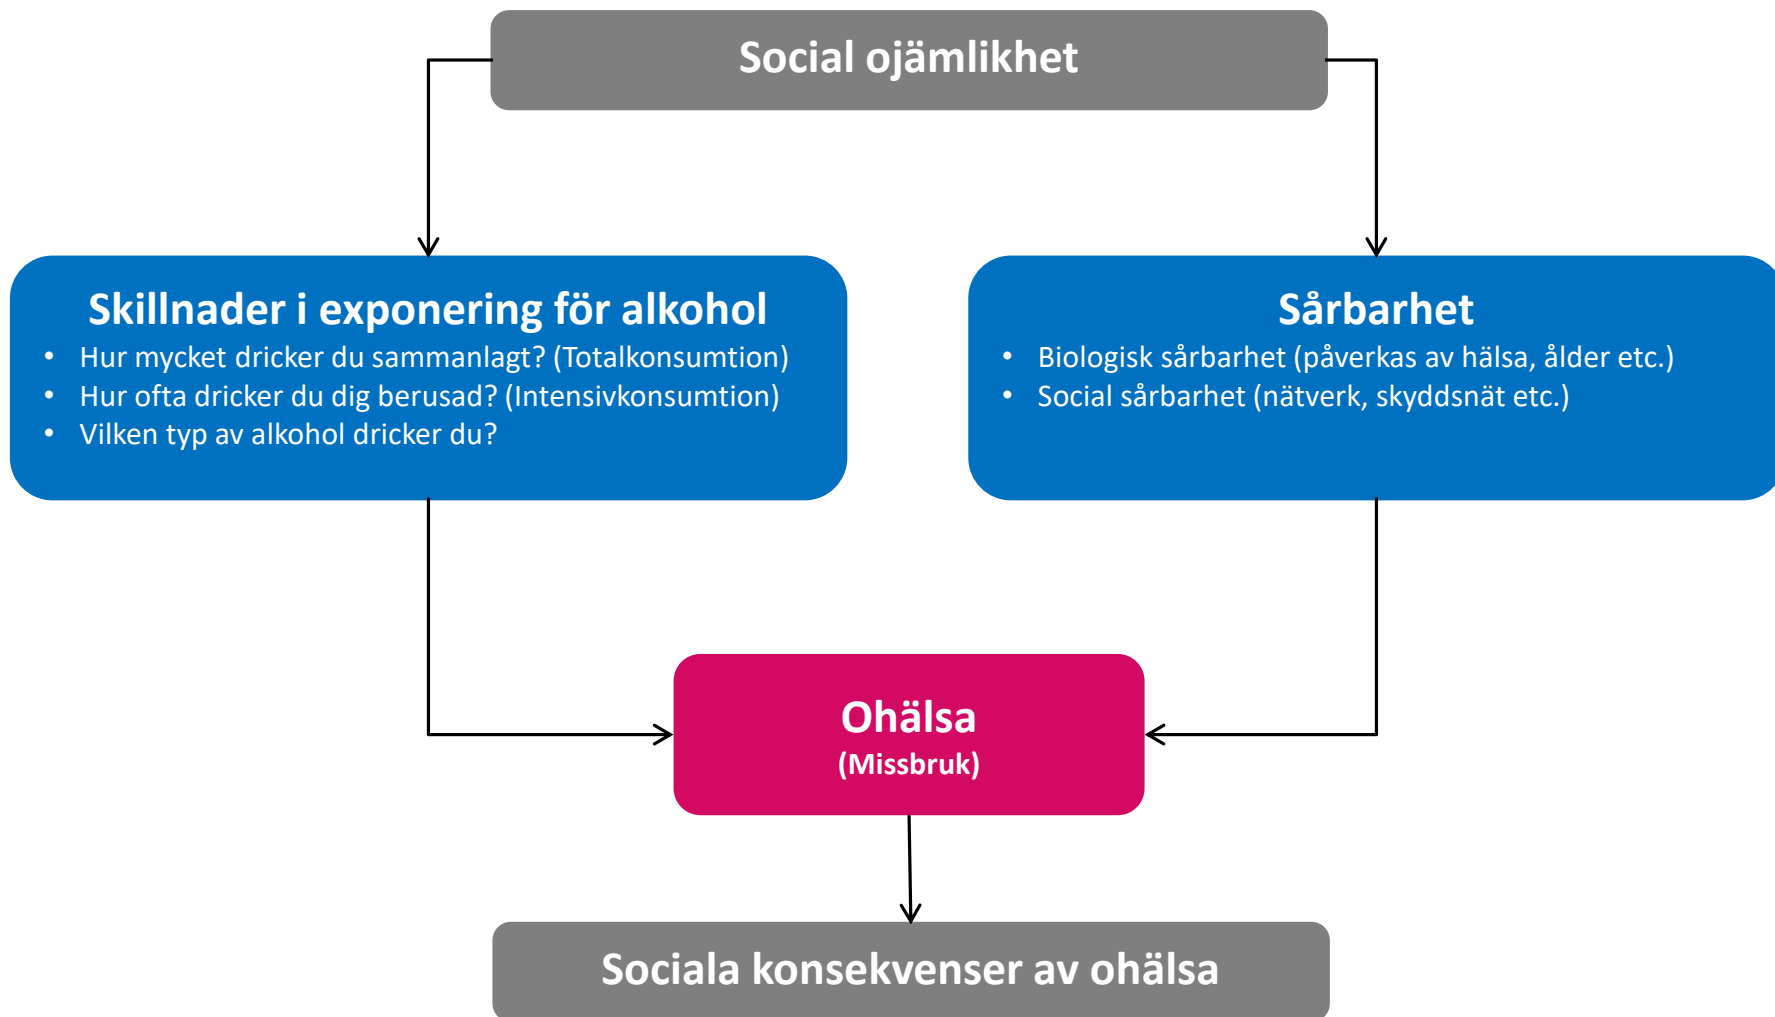 Social ojämlikhet
Skillnader i exponering för alkohol
• Hur mycket dricker du sammanlagt? (Totalkonsumtion)
• Hur ofta dricker du dig berusad? (Intensivkonsumtion)
• Vilken typ av alkohol dricker du?
Sårbarhet
• Biologisk sårbarhet (påverkas av hälsa, ålder etc.)
• Social sårbarhet (nätverk, skyddsnät etc.)
Ohälsa
(Missbruk)
Sociala konsekvenser av ohälsa